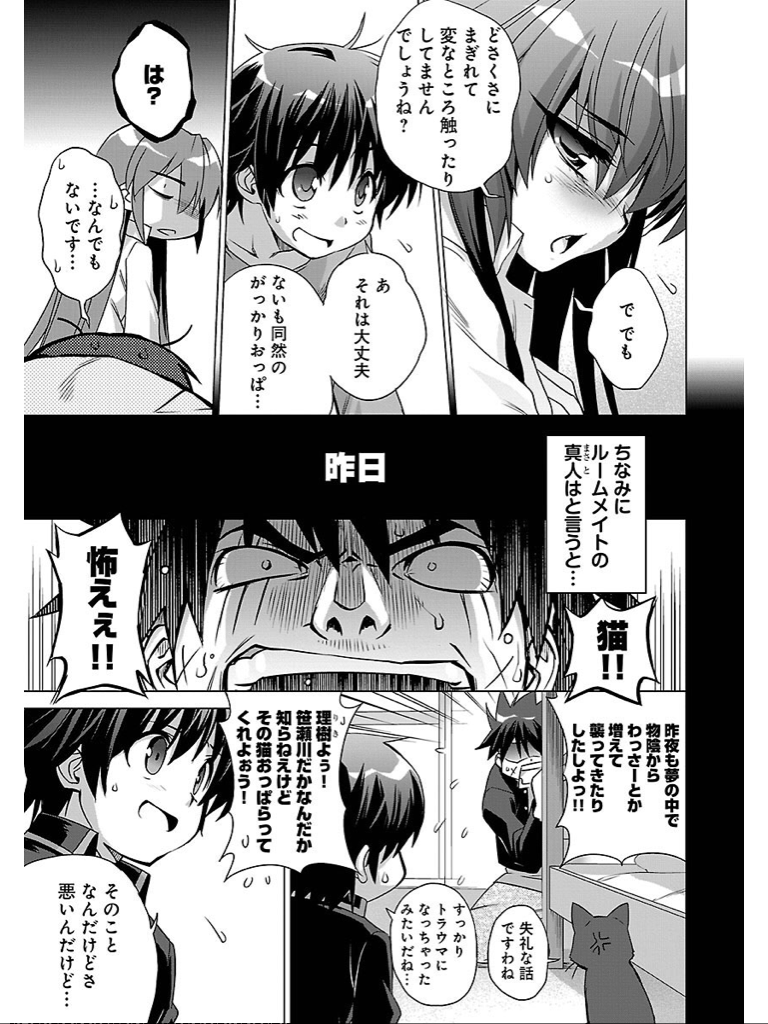 で でも
どさくさに
まぎれて
変なところ触ったり
してません
でしょうね?
あ
それは大丈夫
ないも同然の
がっかりおっぱ…
は?
…なんでも
ないです…
ちなみに
ルームメイトの
真人はと言うと…
まさと
昨日
猫!!
怖えぇ!!
昨夜も夢の中で
物陰から
わっさーとか
増えて
襲ってきたり
したしよっ!!
理樹よぅ!
りき
笹瀬川だかなんだか
知らねえけど
その猫おっぱらって
くれよぉう!
失礼な話
ですわね
すっかり
トラウマに
なっちゃった
みたいだね…
そのこと
なんだけどさ
悪いんだけど…